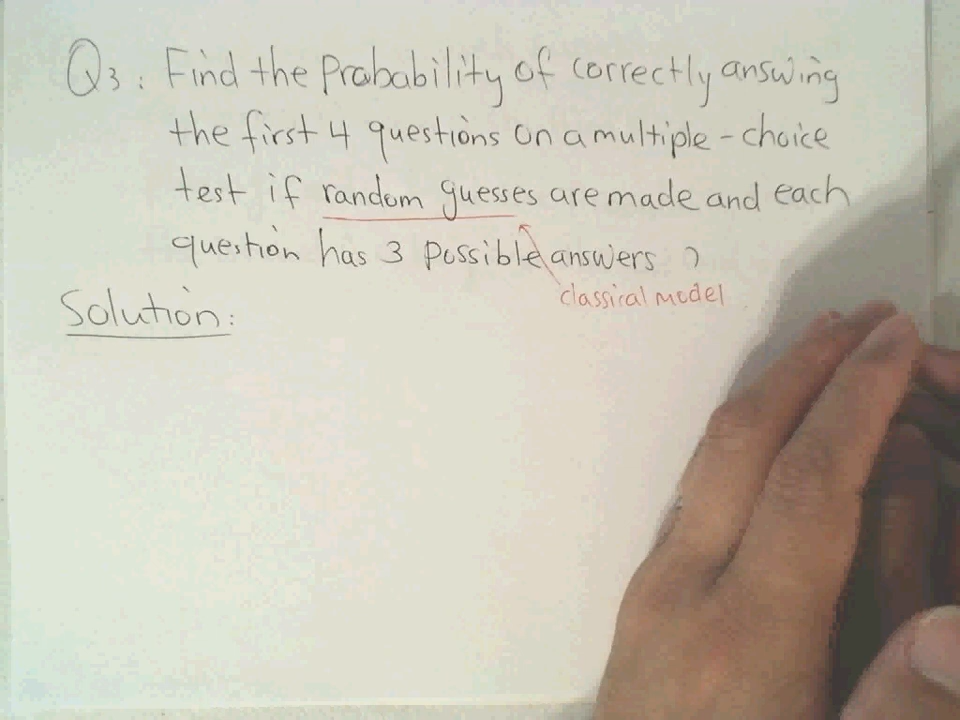 Q3: Find the Probability of correctly answing
the first 4 questions on a multiple-choice
test if random guesses are made and each
question has 3 possible answers ?
classical model
Solution: